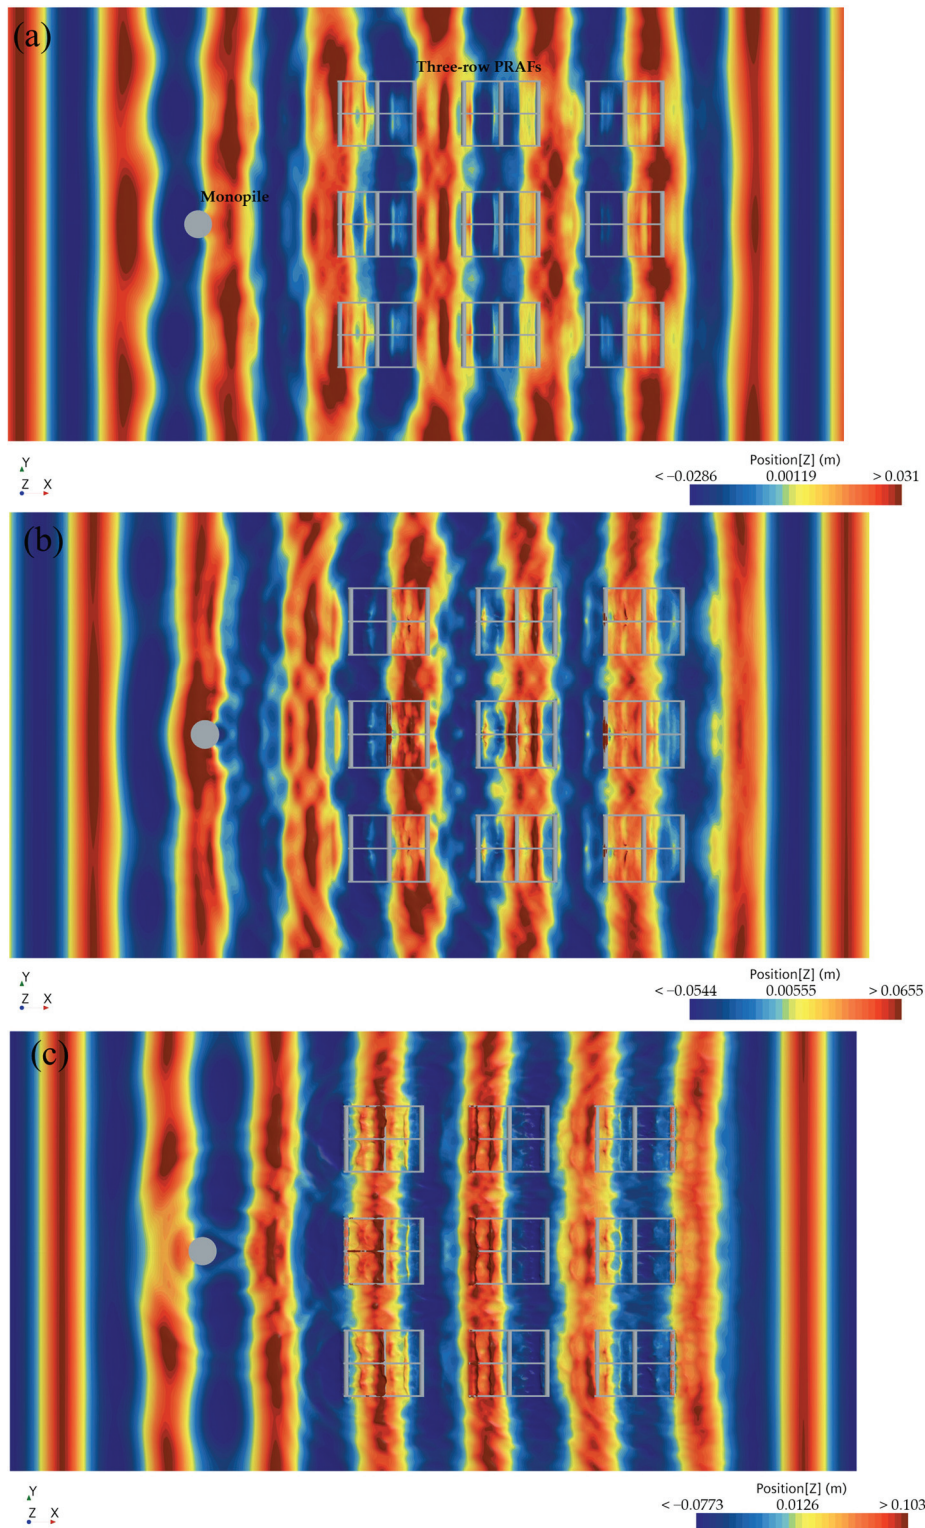 (a)
Three-row PRAFs
Monopile
Y
Z X
Position[Z] (m)
< −0.0286 0.00119 > 0.031
(b)
Y
Z X
Position[Z] (m)
< −0.0544 0.00555 > 0.0655
(c)
Y
Z X
Position[Z] (m)
< −0.0773 0.0126 > 0.103